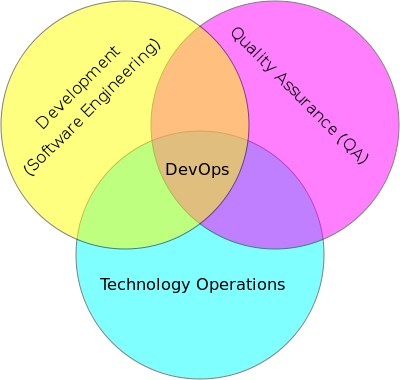 Development
(Software Engineering)
Quality Assurance (QA)
DevOps
Technology Operations